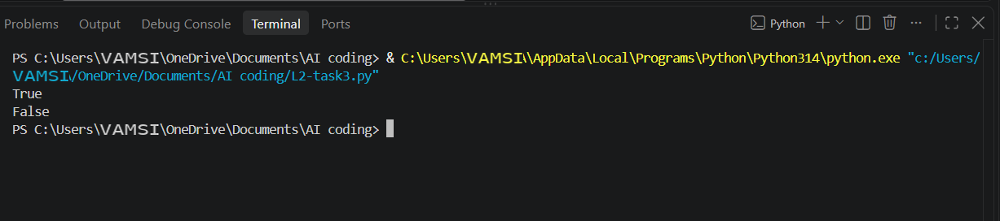 Problems Output Debug Console Terminal Ports Python
PS C:\Users\VAMSI\OneDrive\Documents\AI coding> & C:\Users\VAMSI\\AppData\Local\Programs\Python\Python314\python.exe "c:/Users/
VAMSI\/OneDrive/Documents/AI coding/L2-task3.py"
True
False
PS C:\Users\VAMSI\OneDrive\Documents\AI coding>